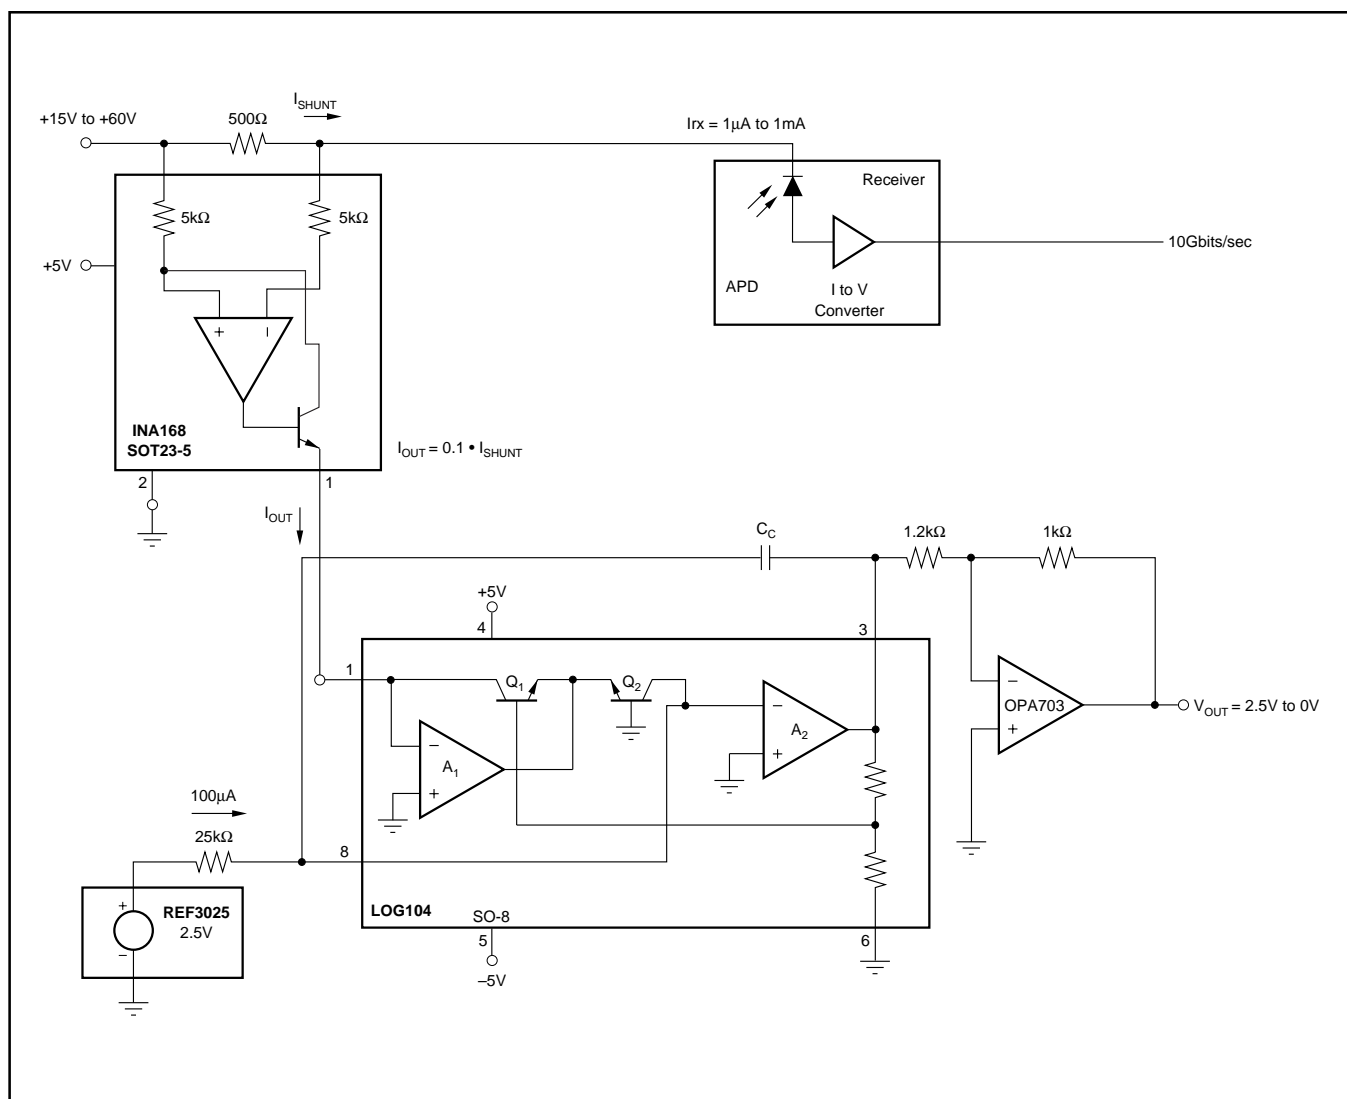 I_SHUNT
+15V to +60V
500Ω
Irx = 1µA to 1mA
Receiver
5kΩ
5kΩ
+5V
10Gbits/sec
APD
I to V
Converter
+ –
INA168
SOT23-5
I_OUT = 0.1 • I_SHUNT
2
1
I_OUT
C_C
1.2kΩ
1kΩ
+5V
4
3
1
Q_1
Q_2
–
OPA703
+
V_OUT = 2.5V to 0V
–
A_2
+
–
A_1
+
100µA
25kΩ
8
LOG104
SO-8
5
6
–5V
+
REF3025
2.5V
–